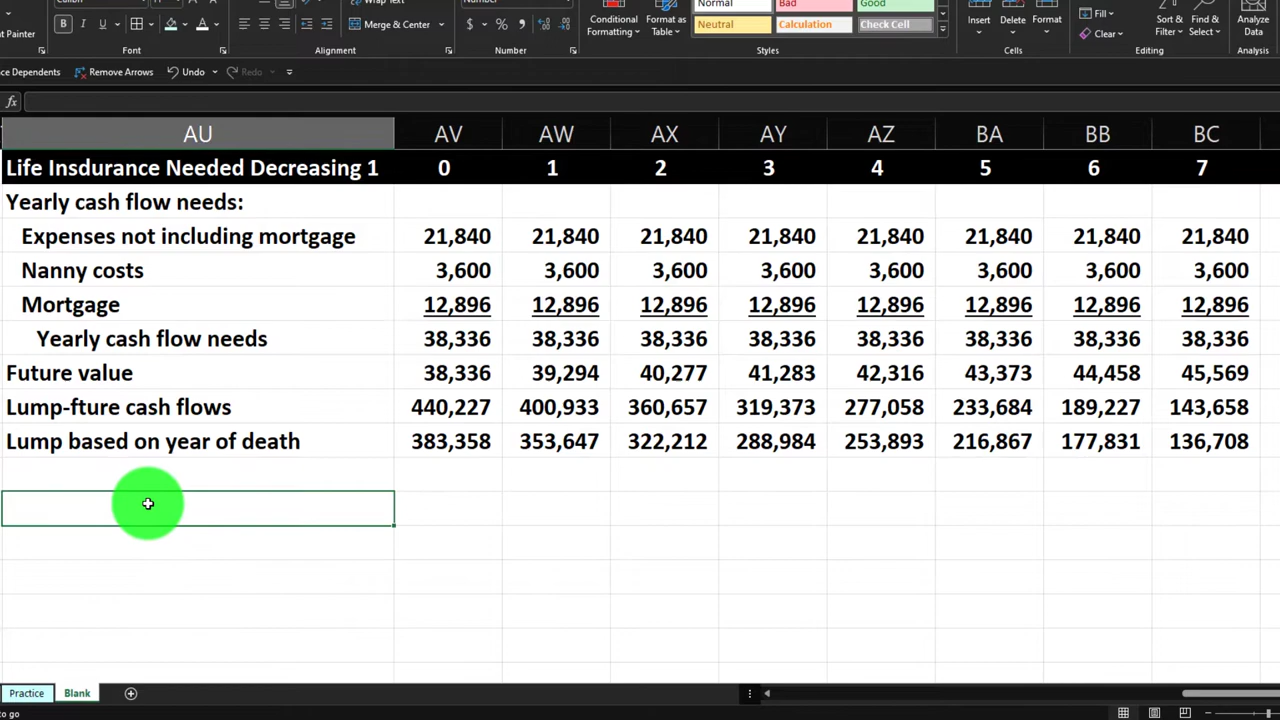 Calibri
Wrap Text
Number
Normal Bad Good
ainter
B I U
Merge & Center
$ % 
Conditional Formatting
Format as Table
Neutral Calculation Check Cell
Insert Delete Format
Fill
Clear
Sort & Filter
Find & Select
Analyze Data
Font Alignment Number Styles Cells Editing Analysis
ce Dependents Remove Arrows Undo Redo
fx
AU AV AW AX AY AZ BA BB BC
Life Insdurance Needed Decreasing 1 0 1 2 3 4 5 6 7
Yearly cash flow needs:
Expenses not including mortgage 21,840 21,840 21,840 21,840 21,840 21,840 21,840 21,840
Nanny costs 3,600 3,600 3,600 3,600 3,600 3,600 3,600 3,600
Mortgage 12,896 12,896 12,896 12,896 12,896 12,896 12,896 12,896
Yearly cash flow needs 38,336 38,336 38,336 38,336 38,336 38,336 38,336 38,336
Future value 38,336 39,294 40,277 41,283 42,316 43,373 44,458 45,569
Lump-fture cash flows 440,227 400,933 360,657 319,373 277,058 233,684 189,227 143,658
Lump based on year of death 383,358 353,647 322,212 288,984 253,893 216,867 177,831 136,708
Practice Blank
to go